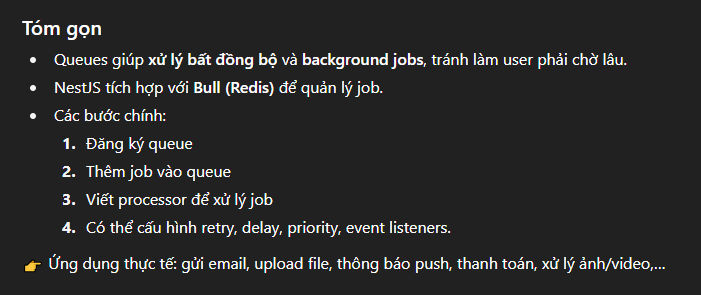 Tóm gọn
• Queues giúp xử lý bất đồng bộ và background jobs, tránh làm user phải chờ lâu.
• NestJS tích hợp với Bull (Redis) để quản lý job.
• Các bước chính:
1. Đăng ký queue
2. Thêm job vào queue
3. Viết processor để xử lý job
4. Có thể cấu hình retry, delay, priority, event listeners.
👉 Ứng dụng thực tế: gửi email, upload file, thông báo push, thanh toán, xử lý ảnh/video,...